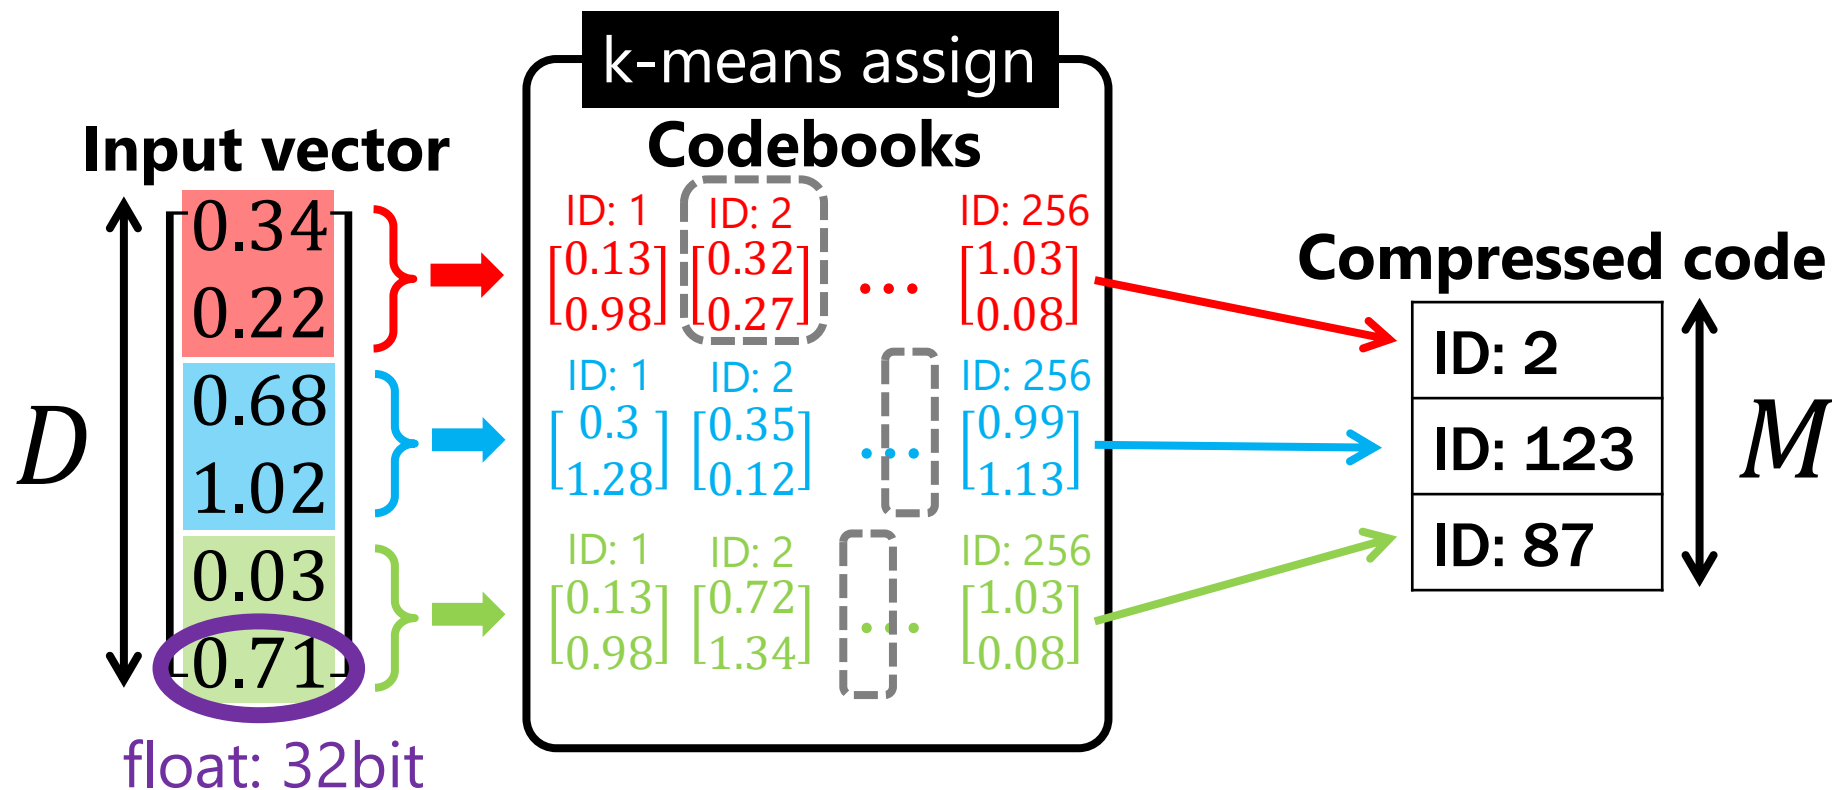 k-means assign
Input vector
Codebooks
Compressed code
D
0.34
0.22
0.68
1.02
0.03
0.71
float: 32bit
ID: 1 ID: 2 ID: 256
0.13 0.32 ... 1.03
0.98 0.27 0.08
ID: 1 ID: 2 ID: 256
0.3 0.35 ... 0.99
1.28 0.12 1.13
ID: 1 ID: 2 ID: 256
0.13 0.72 ... 1.03
0.98 1.34 0.08
ID: 2
ID: 123
ID: 87
M